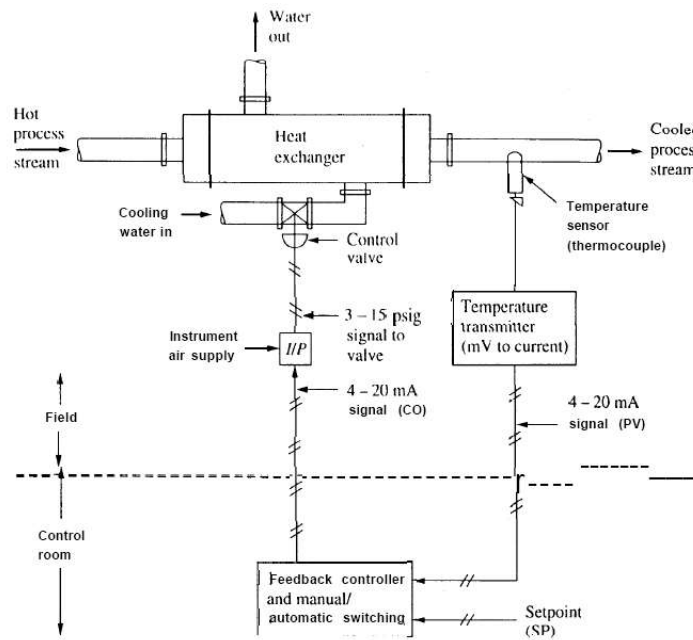 Water
out
Hot
process
stream
Heat
exchanger
Cooled
process
stream
Cooling
water in
Temperature
sensor
(thermocouple)
Control
valve
3 – 15 psig
signal to
valve
Temperature
transmitter
(mV to current)
Instrument
air supply
I/P
4 – 20 mA
signal (CO)
4 – 20 mA
signal (PV)
Field
Control
room
Feedback controller
and manual/
automatic switching
Setpoint
(SP)